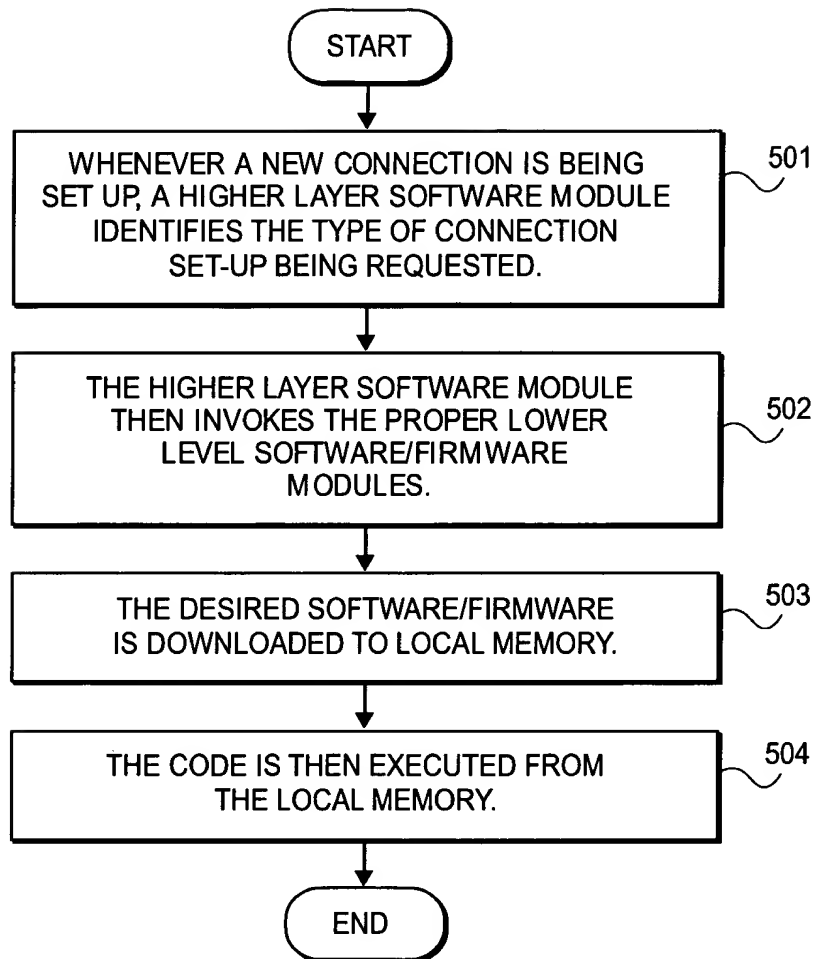 START
WHENEVER A NEW CONNECTION IS BEING
SET UP, A HIGHER LAYER SOFTWARE MODULE
IDENTIFIES THE TYPE OF CONNECTION
SET-UP BEING REQUESTED.
501
THE HIGHER LAYER SOFTWARE MODULE
THEN INVOKES THE PROPER LOWER
LEVEL SOFTWARE/FIRMWARE
MODULES.
502
THE DESIRED SOFTWARE/FIRMWARE
IS DOWNLOADED TO LOCAL MEMORY.
503
THE CODE IS THEN EXECUTED FROM
THE LOCAL MEMORY.
504
END